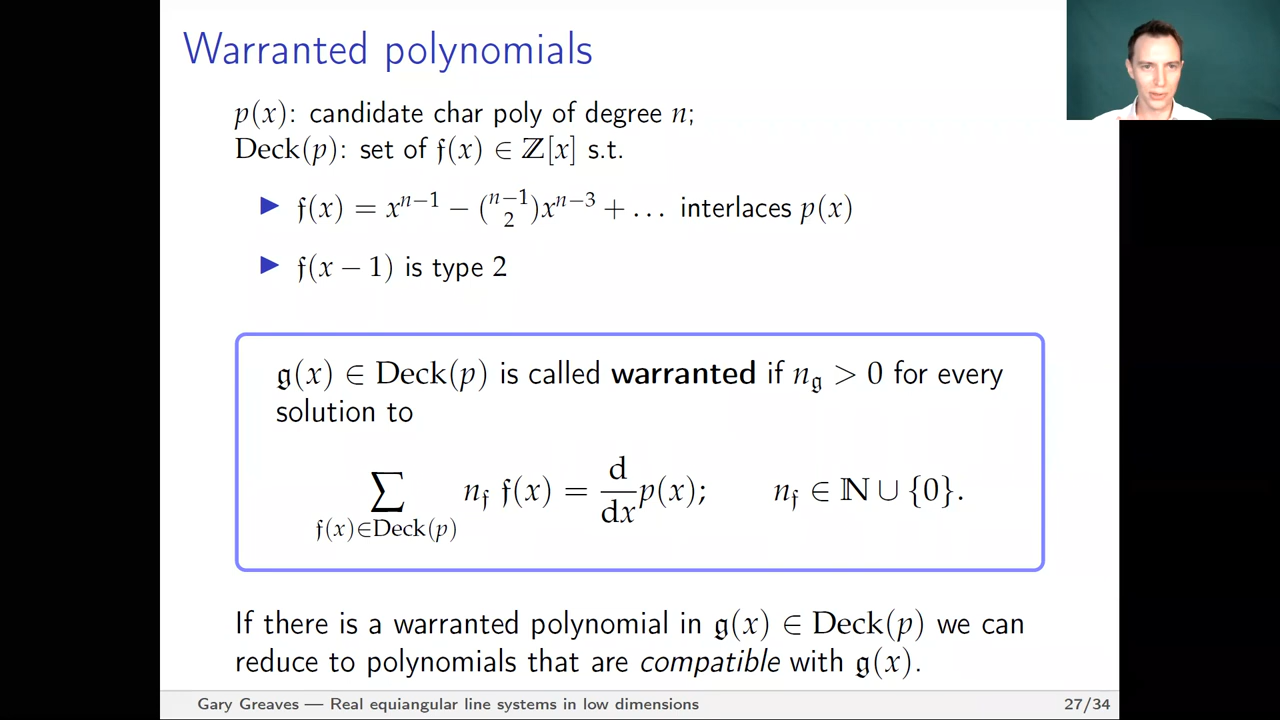 Warranted polynomials
p(x): candidate char poly of degree n;
Deck(p): set of 𝔣(x) ∈ ℤ[x] s.t.
▶ 𝔣(x) = x^{n−1} − \binom{n−1}{2}x^{n−3} + … interlaces p(x)
▶ 𝔣(x − 1) is type 2
𝔤(x) ∈ Deck(p) is called warranted if n_𝔤 > 0 for every
solution to
∑_{𝔣(x)∈Deck(p)} n_𝔣 𝔣(x) = \frac{d}{dx}p(x); n_𝔣 ∈ ℕ ∪ {0}.
If there is a warranted polynomial in 𝔤(x) ∈ Deck(p) we can
reduce to polynomials that are compatible with 𝔤(x).
Gary Greaves — Real equiangular line systems in low dimensions 27/34